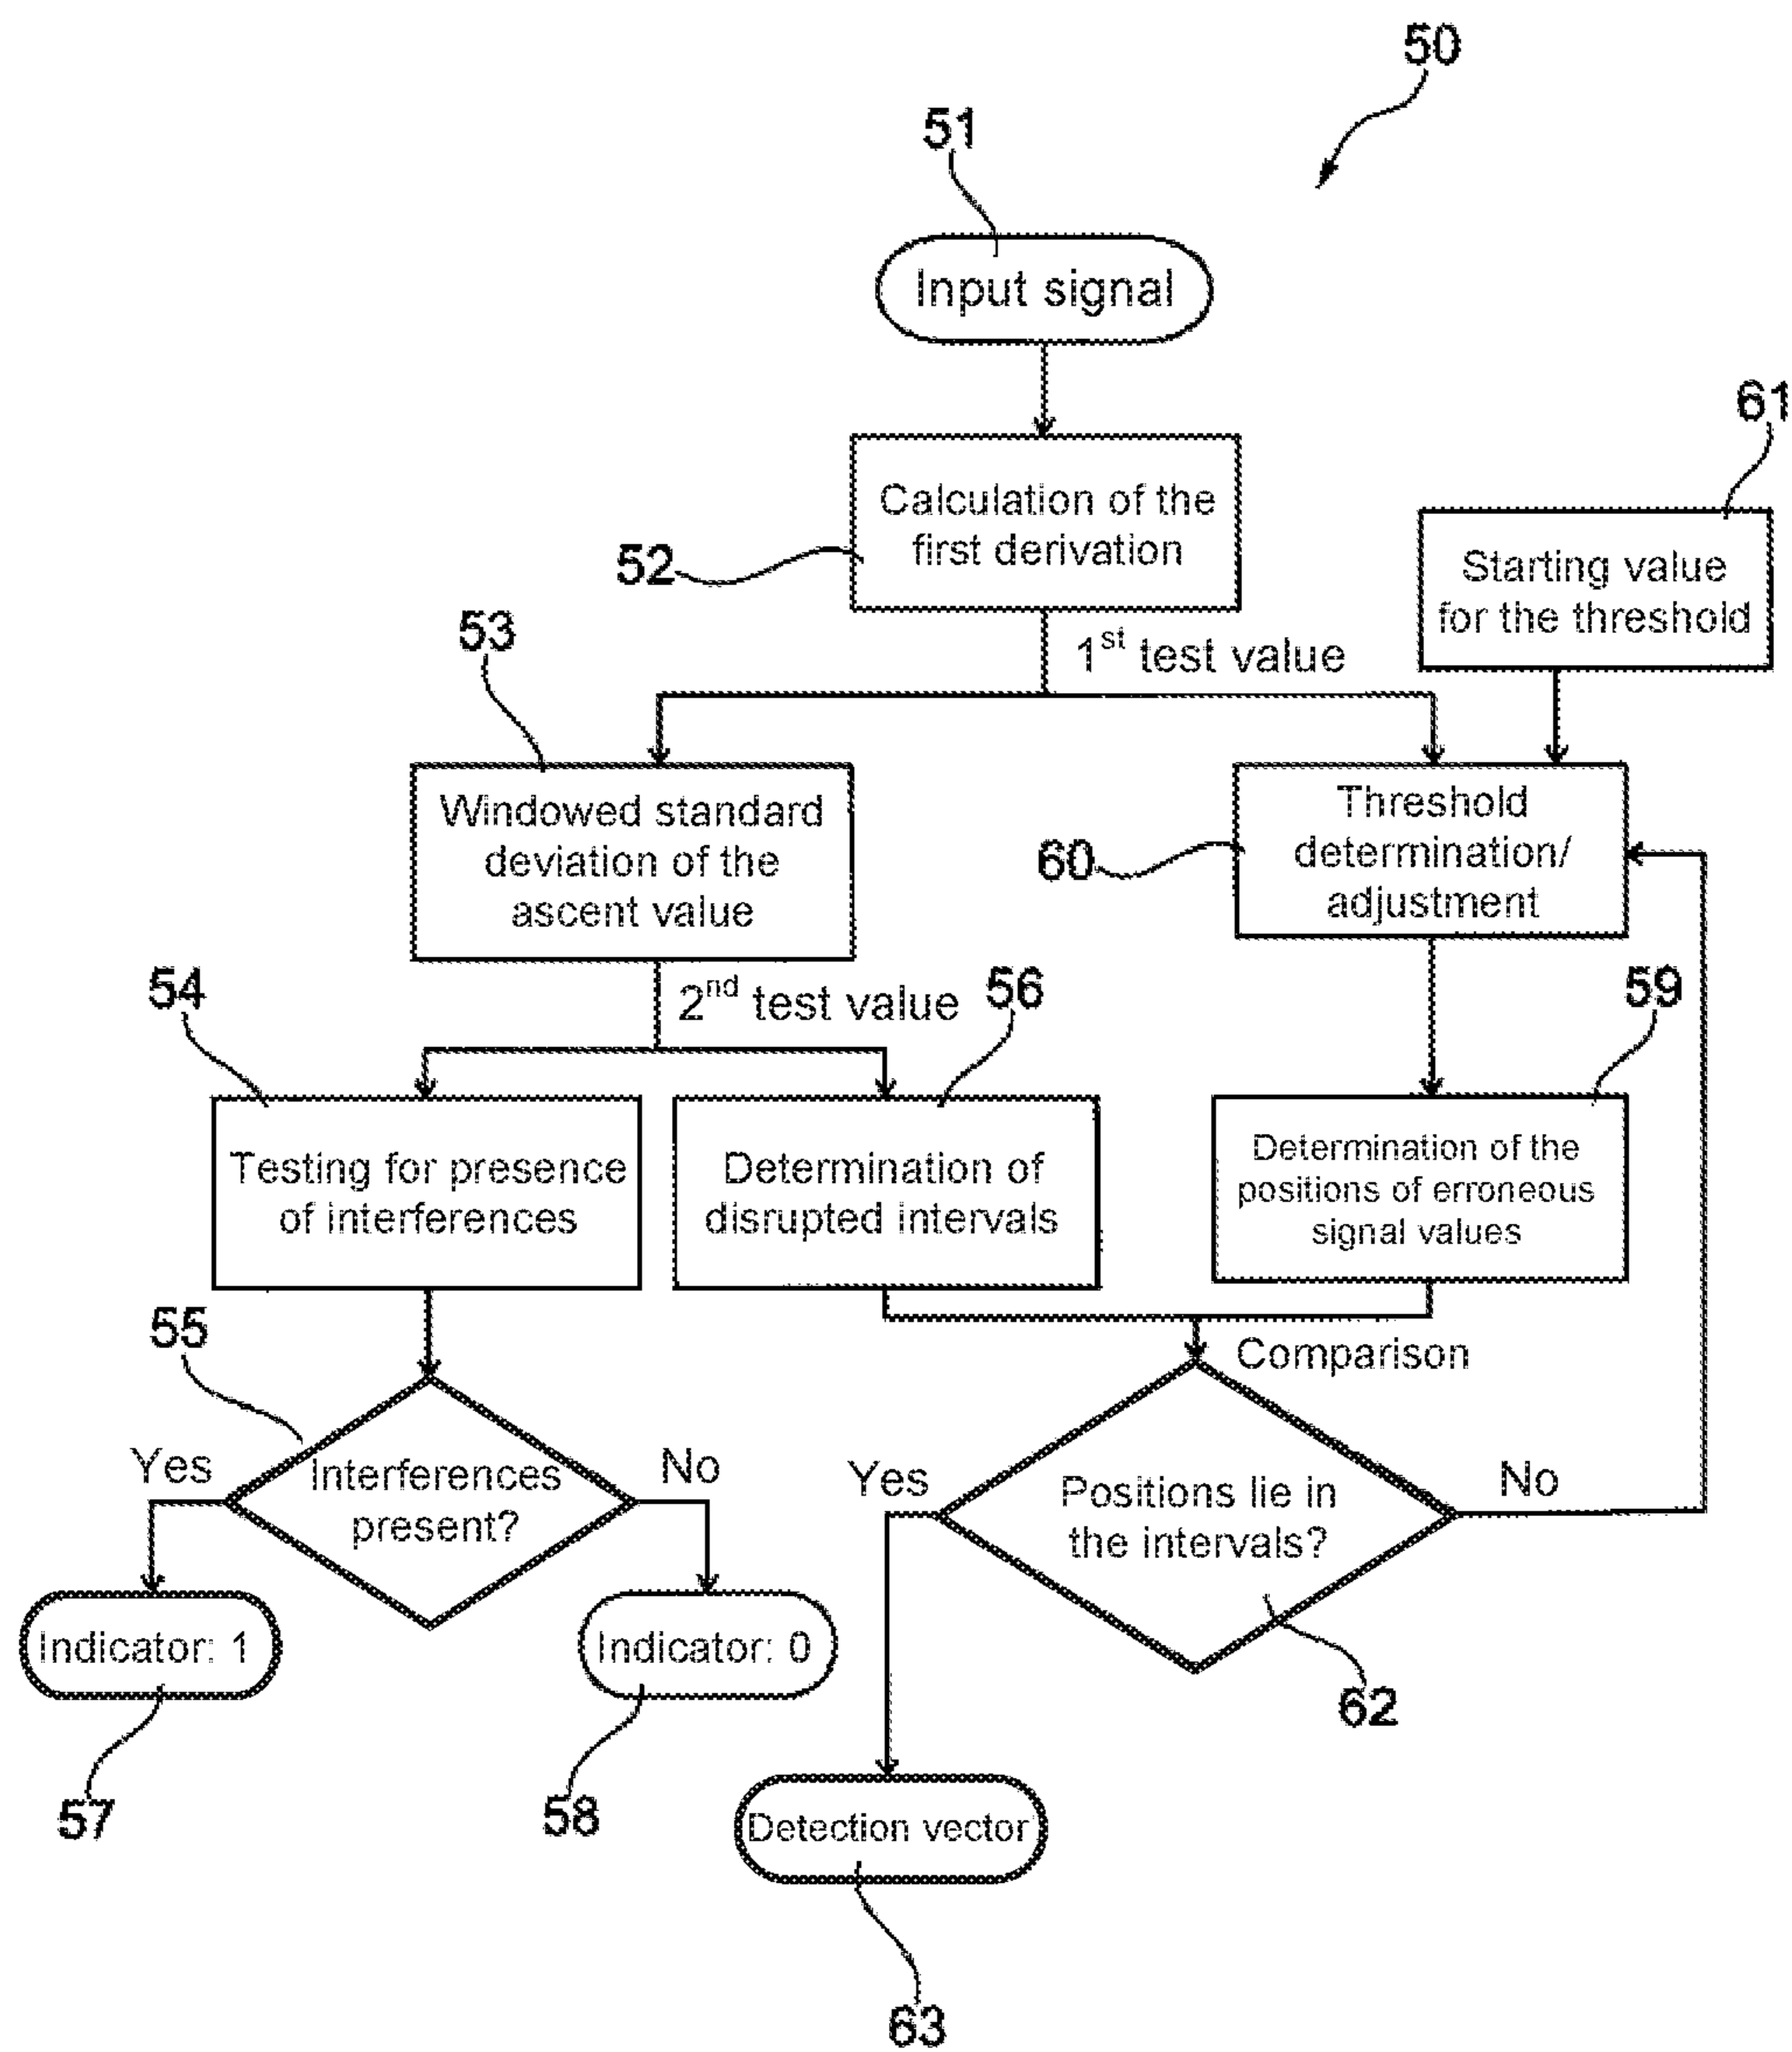 50
51
Input signal
61
Calculation of the
first derivation
52
Starting value
for the threshold
53
1st test value
Windowed standard
deviation of the
ascent value
Threshold
determination/
adjustment
60
54
2nd test value
56
59
Testing for presence
of interferences
Determination of
disrupted intervals
Determination of the
positions of erroneous
signal values
55
Comparison
Yes
Interferences
present?
No
Yes
Positions lie in
the intervals?
No
Indicator: 1
Indicator: 0
62
57
58
Detection vector
63